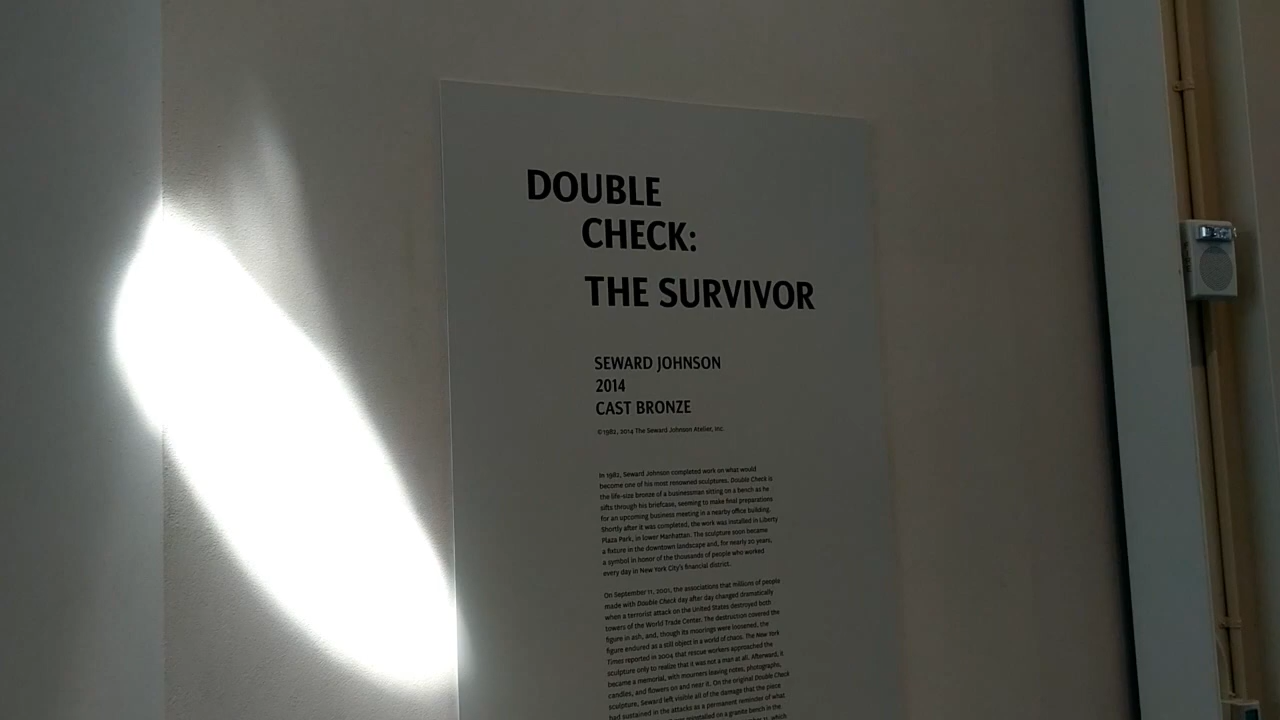 DOUBLE
CHECK:
THE SURVIVOR
SEWARD JOHNSON
2014
CAST BRONZE
©1982, 2014 The Seward Johnson Atelier, Inc.
In 1982, Seward Johnson completed work on what would
become one of his most renowned sculptures. Double Check is
the life-size bronze of a businessman sitting on a bench as he
sifts through his briefcase, seeming to make final preparations
for an upcoming business meeting in a nearby office building.
Shortly after it was completed, the work was installed in Liberty
Plaza Park, in lower Manhattan. The sculpture soon became
a fixture in the downtown landscape and, for nearly 20 years,
a symbol in honor of the thousands of people who worked
every day in New York City's financial district.
On September 11, 2001, the associations that millions of people
made with Double Check day after day changed dramatically
when a terrorist attack on the United States destroyed both
towers of the World Trade Center. The destruction covered the
figure in ash, and, though its moorings were loosened, the
figure endured as a still object in a world of chaos. The New York
Times reported in 2004 that rescue workers approached the
sculpture only to realize that it was not a man at all. Afterward, it
became a memorial, with mourners leaving notes, photographs,
candles, and flowers on and near it. On the original Double Check
sculpture, Seward left visible all of the damage that the piece
had sustained in the attacks as a permanent reminder of what
installed on a granite bench in the
which